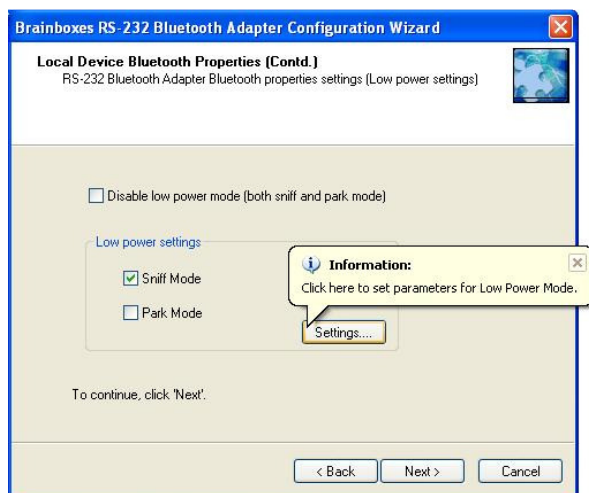 Brainboxes RS-232 Bluetooth Adapter Configuration Wizard
Local Device Bluetooth Properties (Contd.)
RS-232 Bluetooth Adapter Bluetooth properties settings (Low power settings)
Disable low power mode (both sniff and park mode)
Low power settings
Information:
Click here to set parameters for Low Power Mode.
Sniff Mode
Park Mode
Settings....
To continue, click 'Next'.
< Back
Next >
Cancel